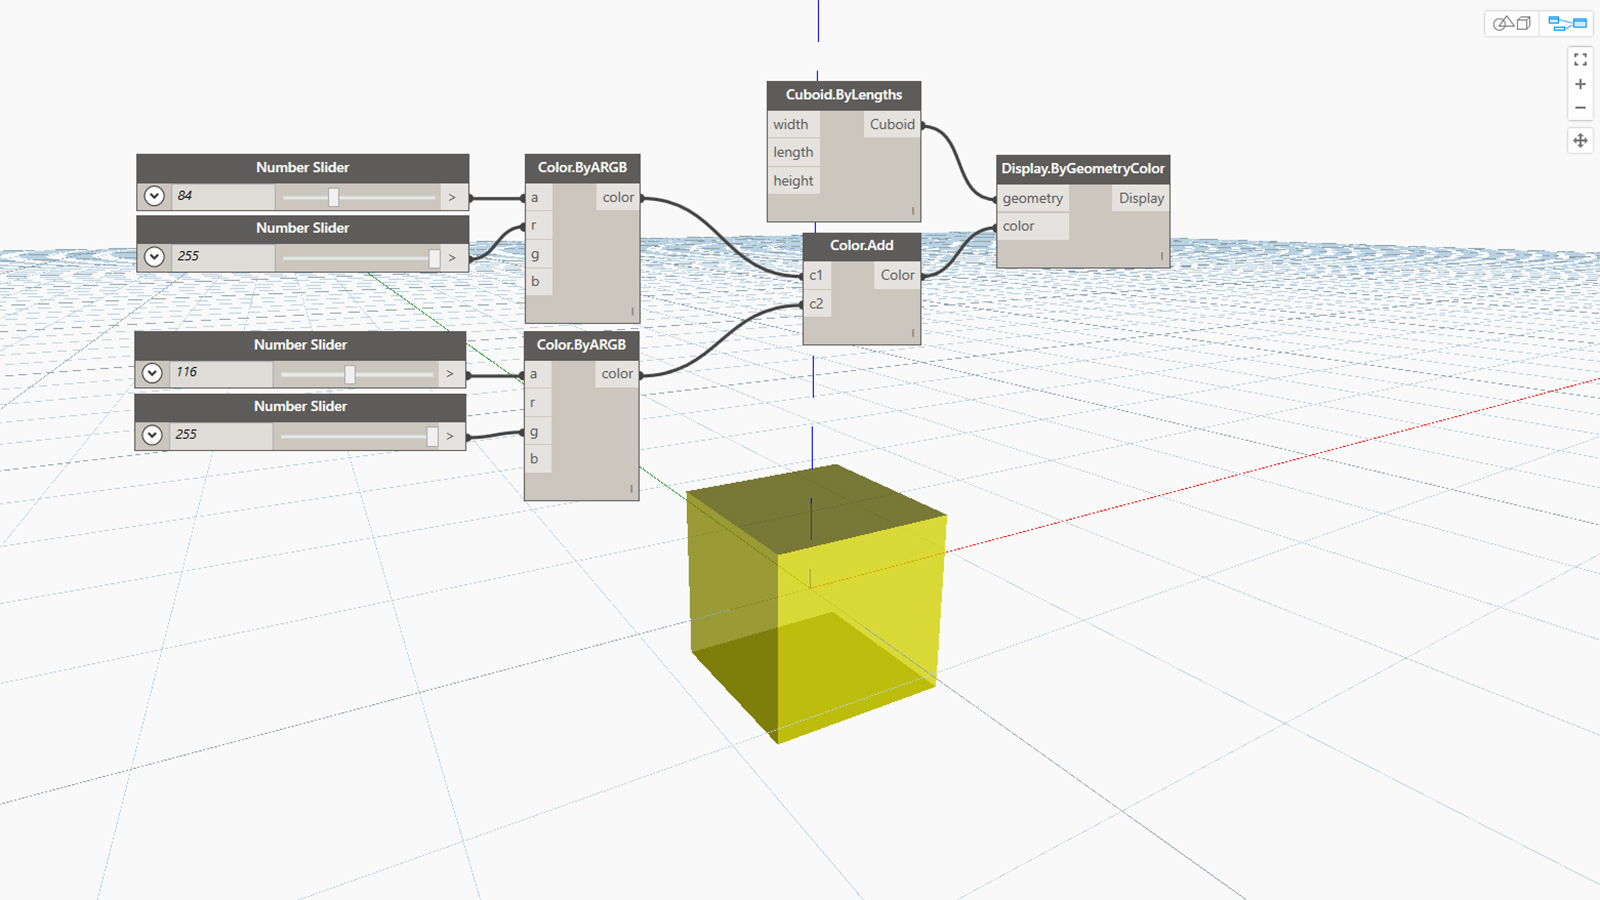 Cuboid.ByLengths
width Cuboid
length
height
Number Slider
84 >
Number Slider
255 >
Color.ByARGB
a color
r
g
b
Display.ByGeometryColor
geometry Display
color
Color.Add
c1 Color
c2
Number Slider
116 >
Number Slider
255 >
Color.ByARGB
a color
r
g
b